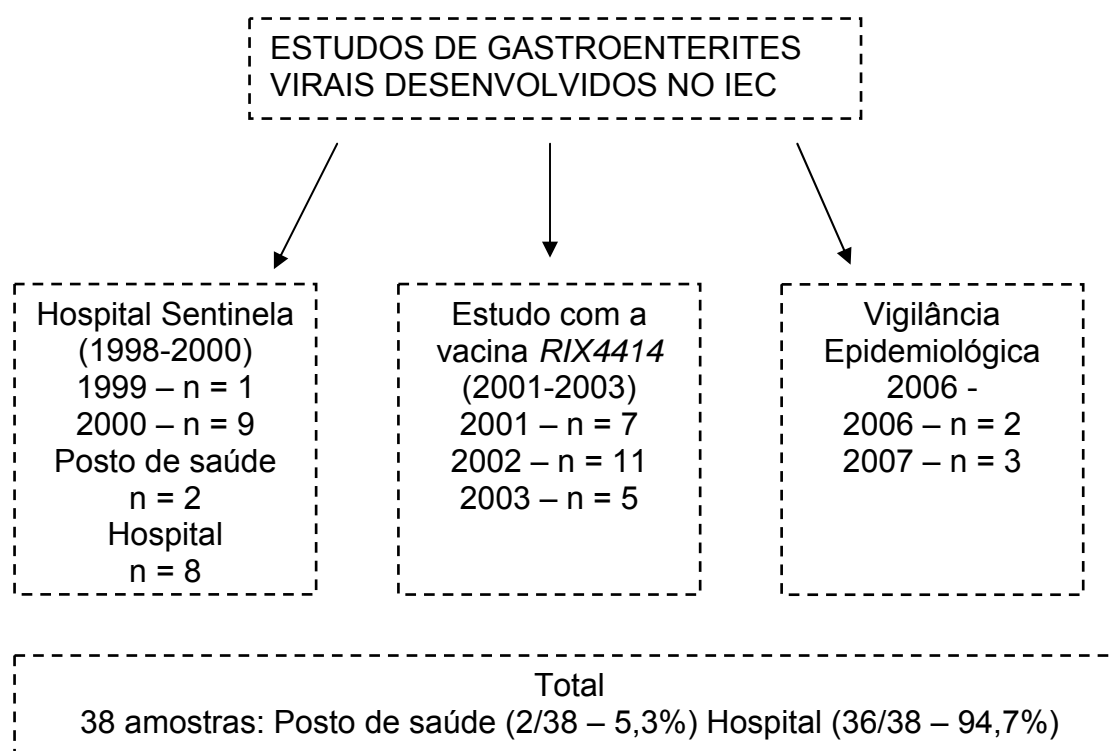 ESTUDOS DE GASTROENTERITES
VIRAIS DESENVOLVIDOS NO IEC
Hospital Sentinela
(1998-2000)
1999 – n = 1
2000 – n = 9
Posto de saúde
n = 2
Hospital
n = 8
Estudo com a
vacina RIX4414
(2001-2003)
2001 – n = 7
2002 – n = 11
2003 – n = 5
Vigilância
Epidemiológica
2006 -
2006 – n = 2
2007 – n = 3
Total
38 amostras: Posto de saúde (2/38 – 5,3%) Hospital (36/38 – 94,7%)